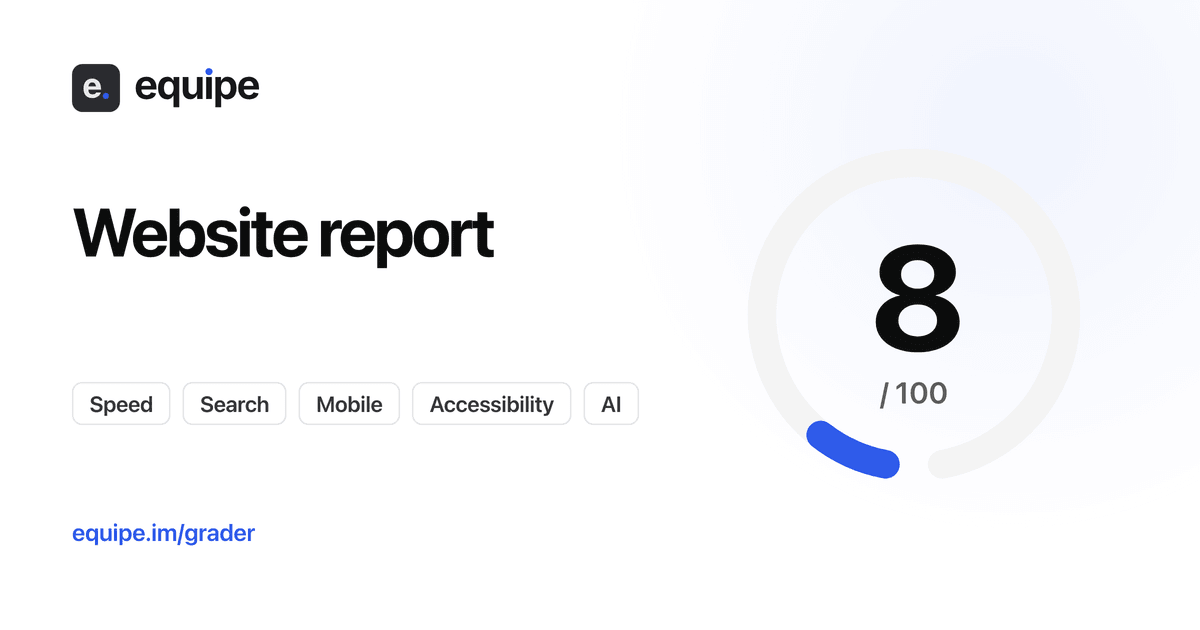 e.
equipe
Website report
8
/ 100
Speed
Search
Mobile
Accessibility
AI
equipe.im/grader